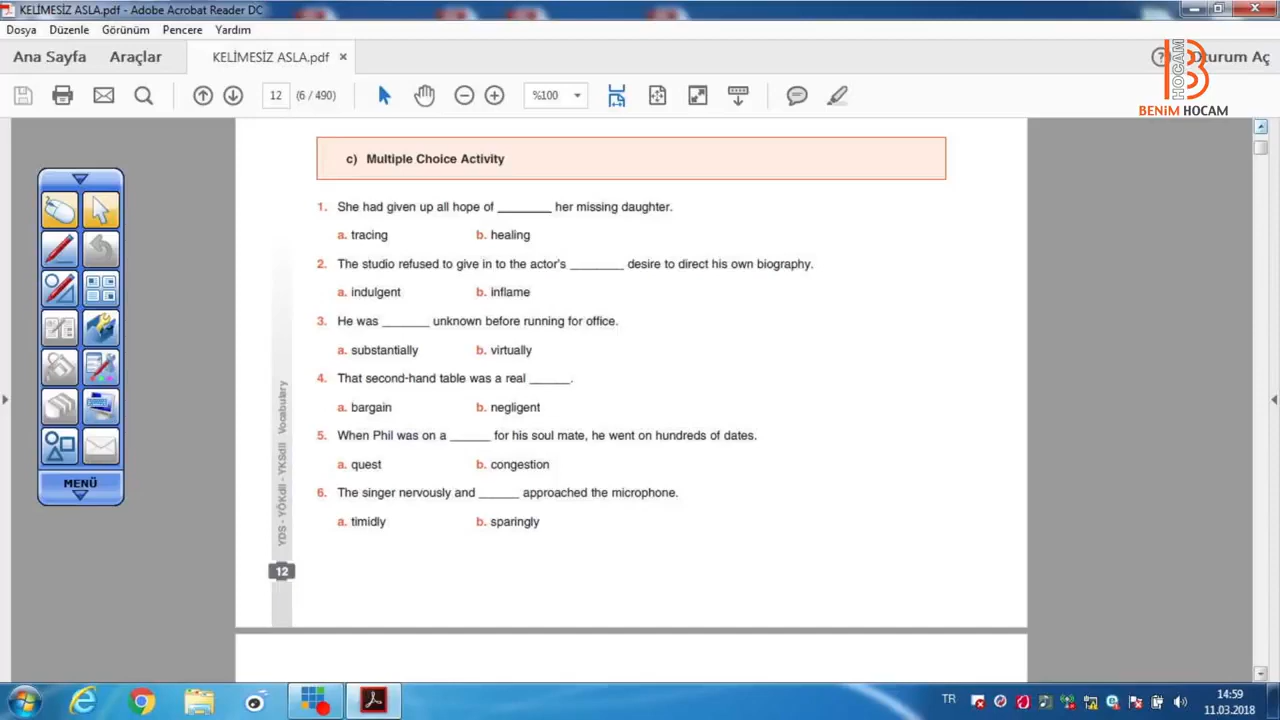 KELİMESİZ ASLA.pdf - Adobe Acrobat Reader DC
Dosya Düzenle Görünüm Pencere Yardım
Ana Sayfa Araçlar KELİMESİZ ASLA.pdf × ? Oturum Aç
12 (6 / 490) %100
HOCAM
BENiM HOCAM
c) Multiple Choice Activity
1. She had given up all hope of ________ her missing daughter.
a. tracing b. healing
2. The studio refused to give in to the actor's ________ desire to direct his own biography.
a. indulgent b. inflame
3. He was _______ unknown before running for office.
a. substantially b. virtually
4. That second-hand table was a real ______.
a. bargain b. negligent
5. When Phil was on a ______ for his soul mate, he went on hundreds of dates.
a. quest b. congestion
6. The singer nervously and ______ approached the microphone.
a. timidly b. sparingly
YDS - YÖKdil - YKSdil Vocabulary
12
MENÜ
TR
14:59
11.03.2018